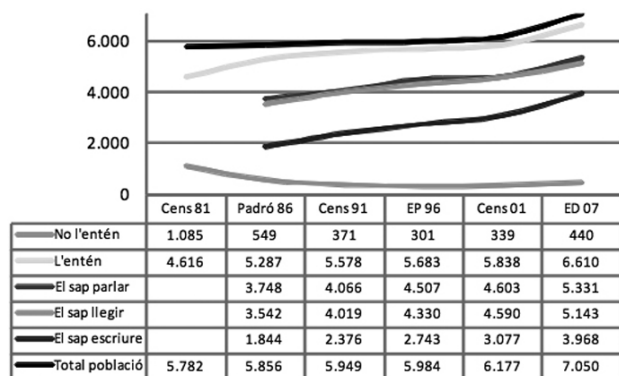 6.000
4.000
2.000
0
Cens 81 Padró 86 Cens 91 EP 96 Cens 01 ED 07
No l'entén 1.085 549 371 301 339 440
L'entén 4.616 5.287 5.578 5.683 5.838 6.610
El sap parlar 3.748 4.066 4.507 4.603 5.331
El sap llegir 3.542 4.019 4.330 4.590 5.143
El sap escriure 1.844 2.376 2.743 3.077 3.968
Total població 5.782 5.856 5.949 5.984 6.177 7.050